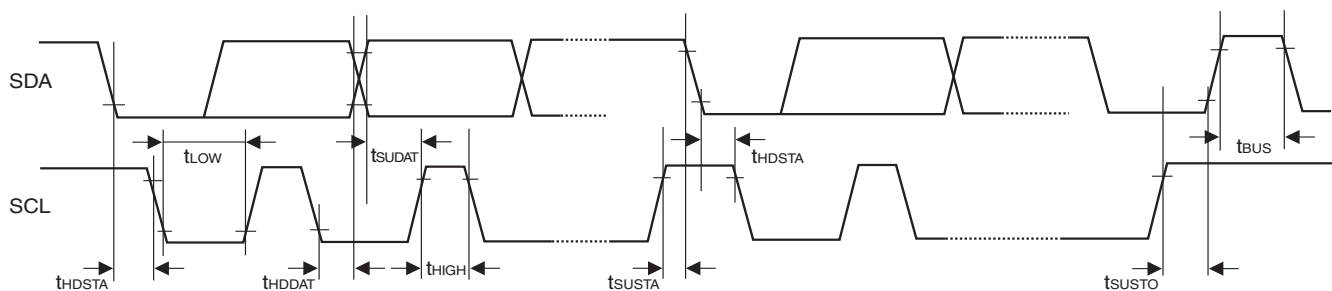 SDA
tLOW
tSUDAT
tHDSTA
tBUS
SCL
tHDSTA
tHDDAT
tHIGH
tSUSTA
tSUSTO